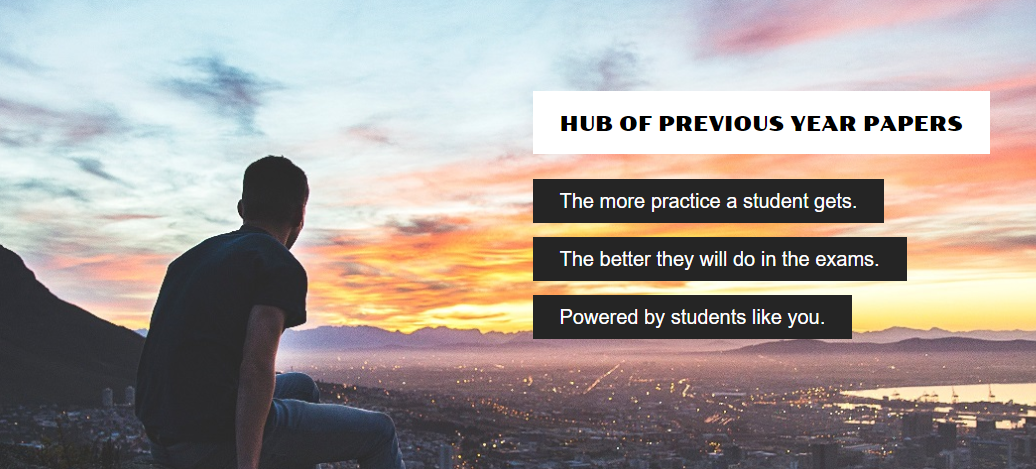 HUB OF PREVIOUS YEAR PAPERS
The more practice a student gets.
The better they will do in the exams.
Powered by students like you.